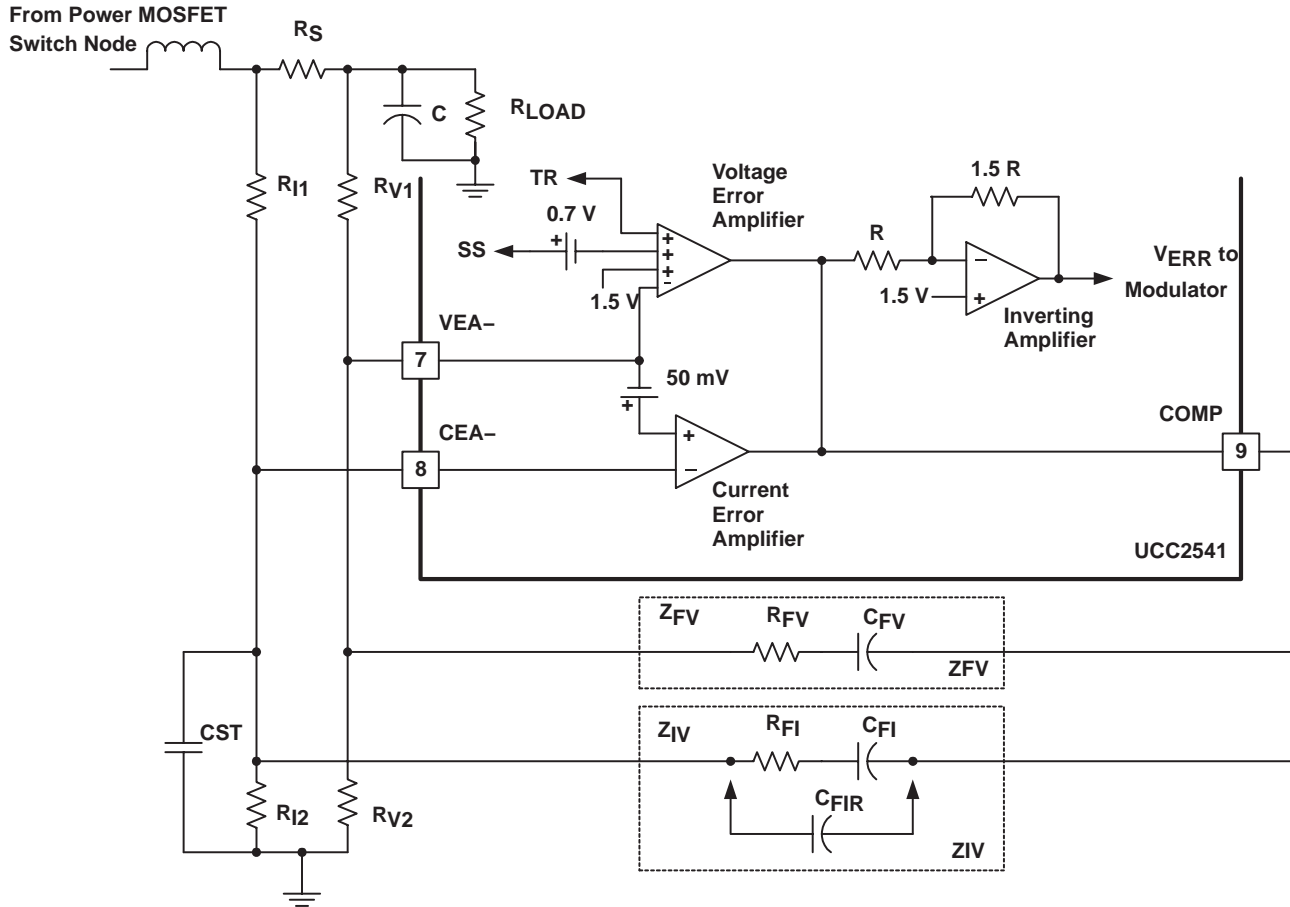 From Power MOSFET
Switch Node
RS
C
RLOAD
RI1
RV1
TR
0.7 V
+
SS
1.5 V
+
+
+
-
Voltage
Error
Amplifier
R
1.5 R
−
+
1.5 V
Inverting
Amplifier
VERR to
Modulator
VEA−
7
50 mV
+
CEA−
8
+
−
Current
Error
Amplifier
COMP
9
UCC2541
ZFV
RFV
CFV
ZFV
CST
ZIV
RFI
CFI
CFIR
ZIV
RI2
RV2